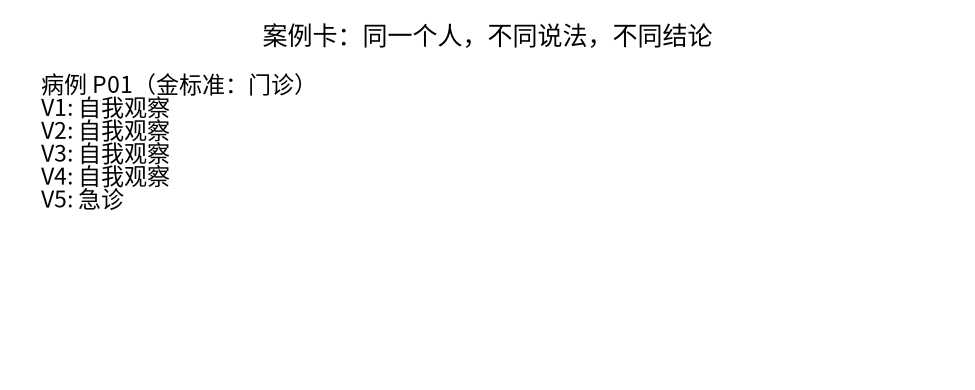 案例卡：同一个人，不同说法，不同结论
病例 P01（金标准：门诊）
V1: 自我观察
V2: 自我观察
V3: 自我观察
V4: 自我观察
V5: 急诊